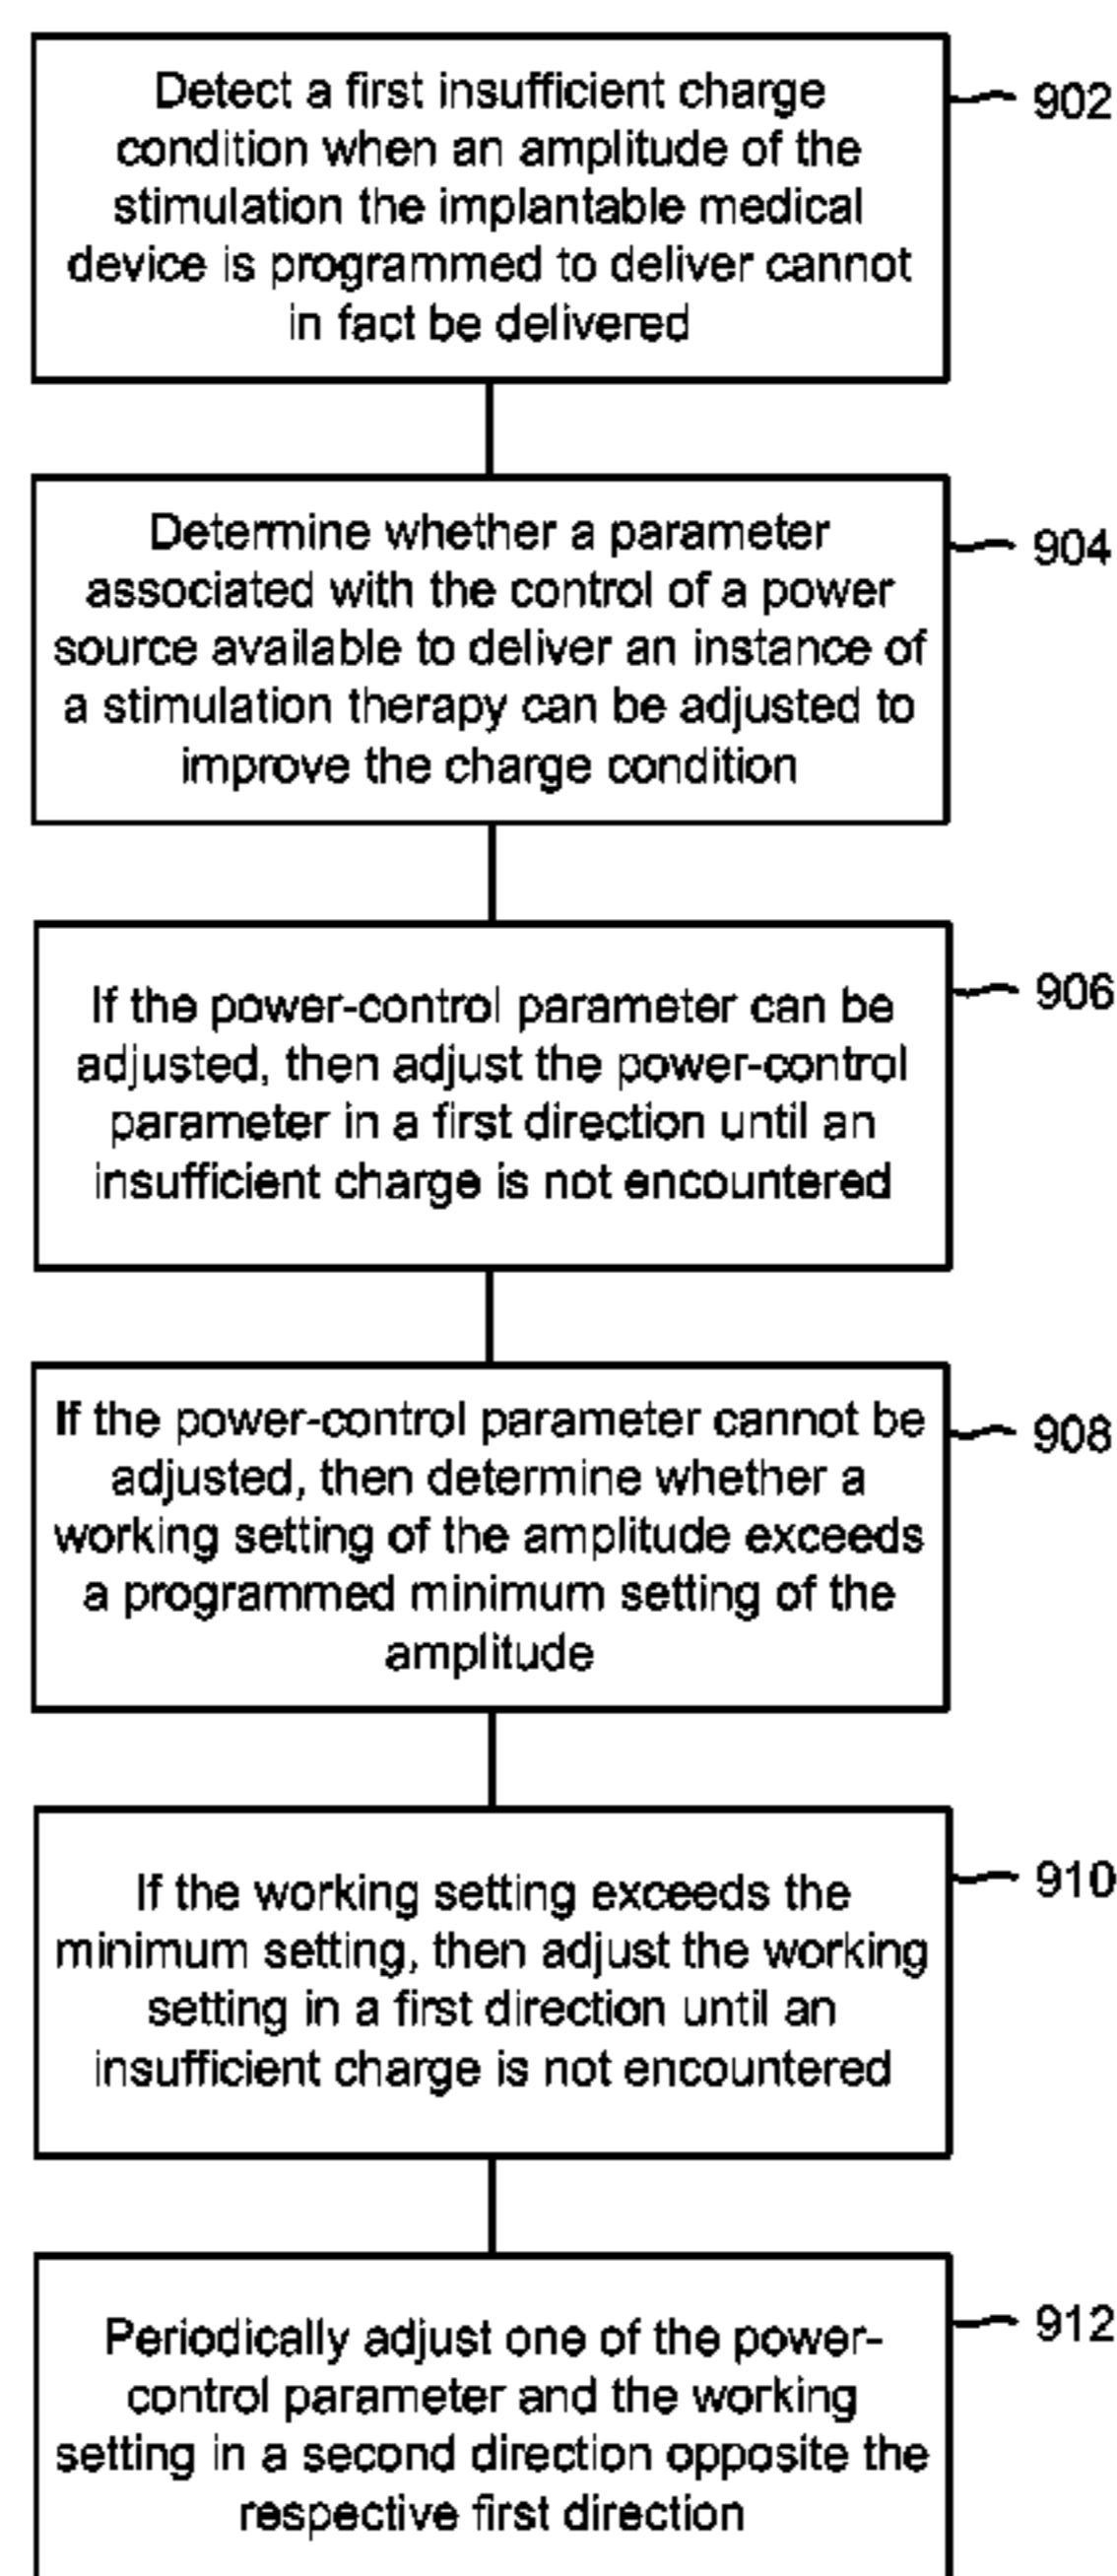 Detect a first insufficient charge
condition when an amplitude of the
stimulation the implantable medical
device is programmed to deliver cannot
in fact be delivered
902
Determine whether a parameter
associated with the control of a power
source available to deliver an instance of
a stimulation therapy can be adjusted to
improve the charge condition
904
If the power-control parameter can be
adjusted, then adjust the power-control
parameter in a first direction until an
insufficient charge is not encountered
906
If the power-control parameter cannot be
adjusted, then determine whether a
working setting of the amplitude exceeds
a programmed minimum setting of the
amplitude
908
If the working setting exceeds the
minimum setting, then adjust the working
setting in a first direction until an
insufficient charge is not encountered
910
Periodically adjust one of the power-
control parameter and the working
setting in a second direction opposite the
respective first direction
912